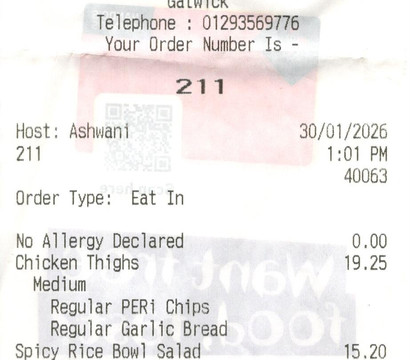 Gatwick
Telephone : 01293569776
Your Order Number Is -
211
Host: Ashwani 30/01/2026
211 1:01 PM
40063
Order Type: Eat In
No Allergy Declared 0.00
Chicken Thighs 19.25
Medium
Regular PERi Chips
Regular Garlic Bread
Spicy Rice Bowl Salad 15.20